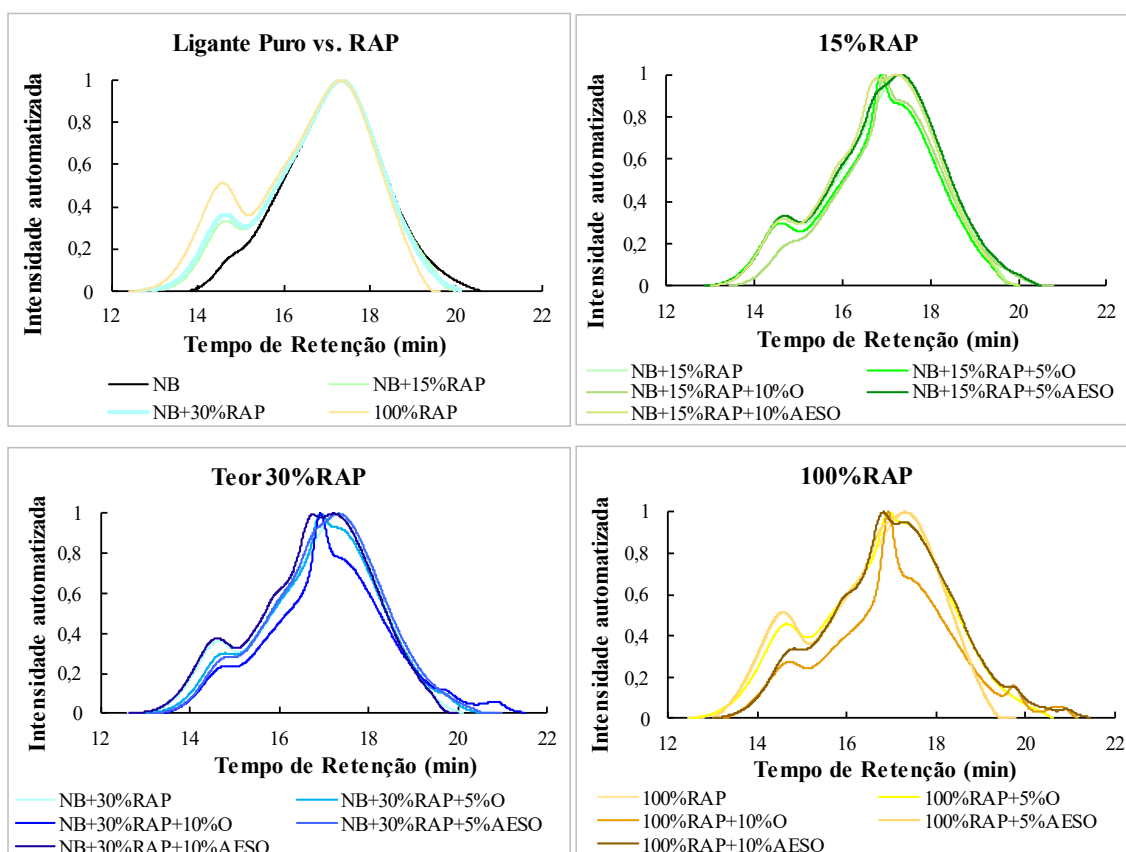 Ligante Puro vs. RAP
Intensidade automatizada
1
0,8
0,6
0,4
0,2
0
12 14 16 18 20 22
Tempo de Retenção (min)
NB NB+15%RAP
NB+30%RAP 100%RAP
15%RAP
Intensidade automatizada
1
0,8
0,6
0,4
0,2
0
12 14 16 18 20 22
Tempo de Retenção (min)
NB+15%RAP NB+15%RAP+5%O
NB+15%RAP+10%O NB+15%RAP+5%AESO
NB+15%RAP+10%AESO
Teor 30%RAP
Intensidade automatizada
1
0,8
0,6
0,4
0,2
0
12 14 16 18 20 22
Tempo de Retenção (min)
NB+30%RAP NB+30%RAP+5%O
NB+30%RAP+10%O NB+30%RAP+5%AESO
NB+30%RAP+10%AESO
100%RAP
Intensidade automatizada
1
0,8
0,6
0,4
0,2
0
12 14 16 18 20 22
Tempo de Retenção (min)
100%RAP 100%RAP+5%O
100%RAP+10%O 100%RAP+5%AESO
100%RAP+10%AESO